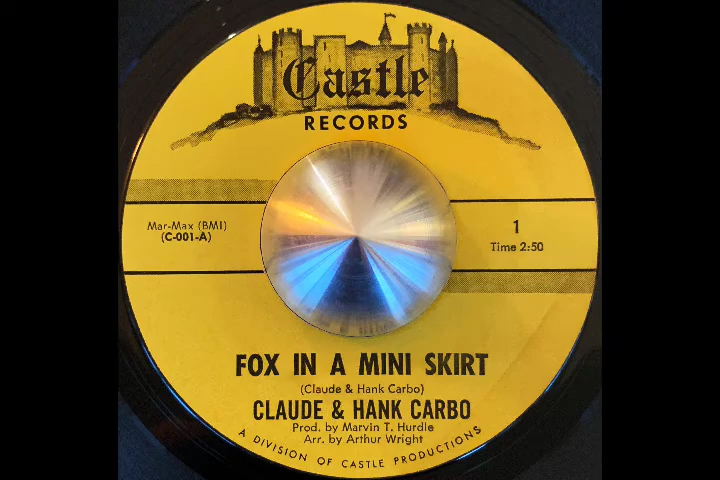 Castle
RECORDS
Mar-Max (BMI)
(C-001-A)
1
Time 2:50
FOX IN A MINI SKIRT
(Claude & Hank Carbo)
CLAUDE & HANK CARBO
Prod. by Marvin T. Hurdle
Arr. by Arthur Wright
A DIVISION OF CASTLE PRODUCTIONS